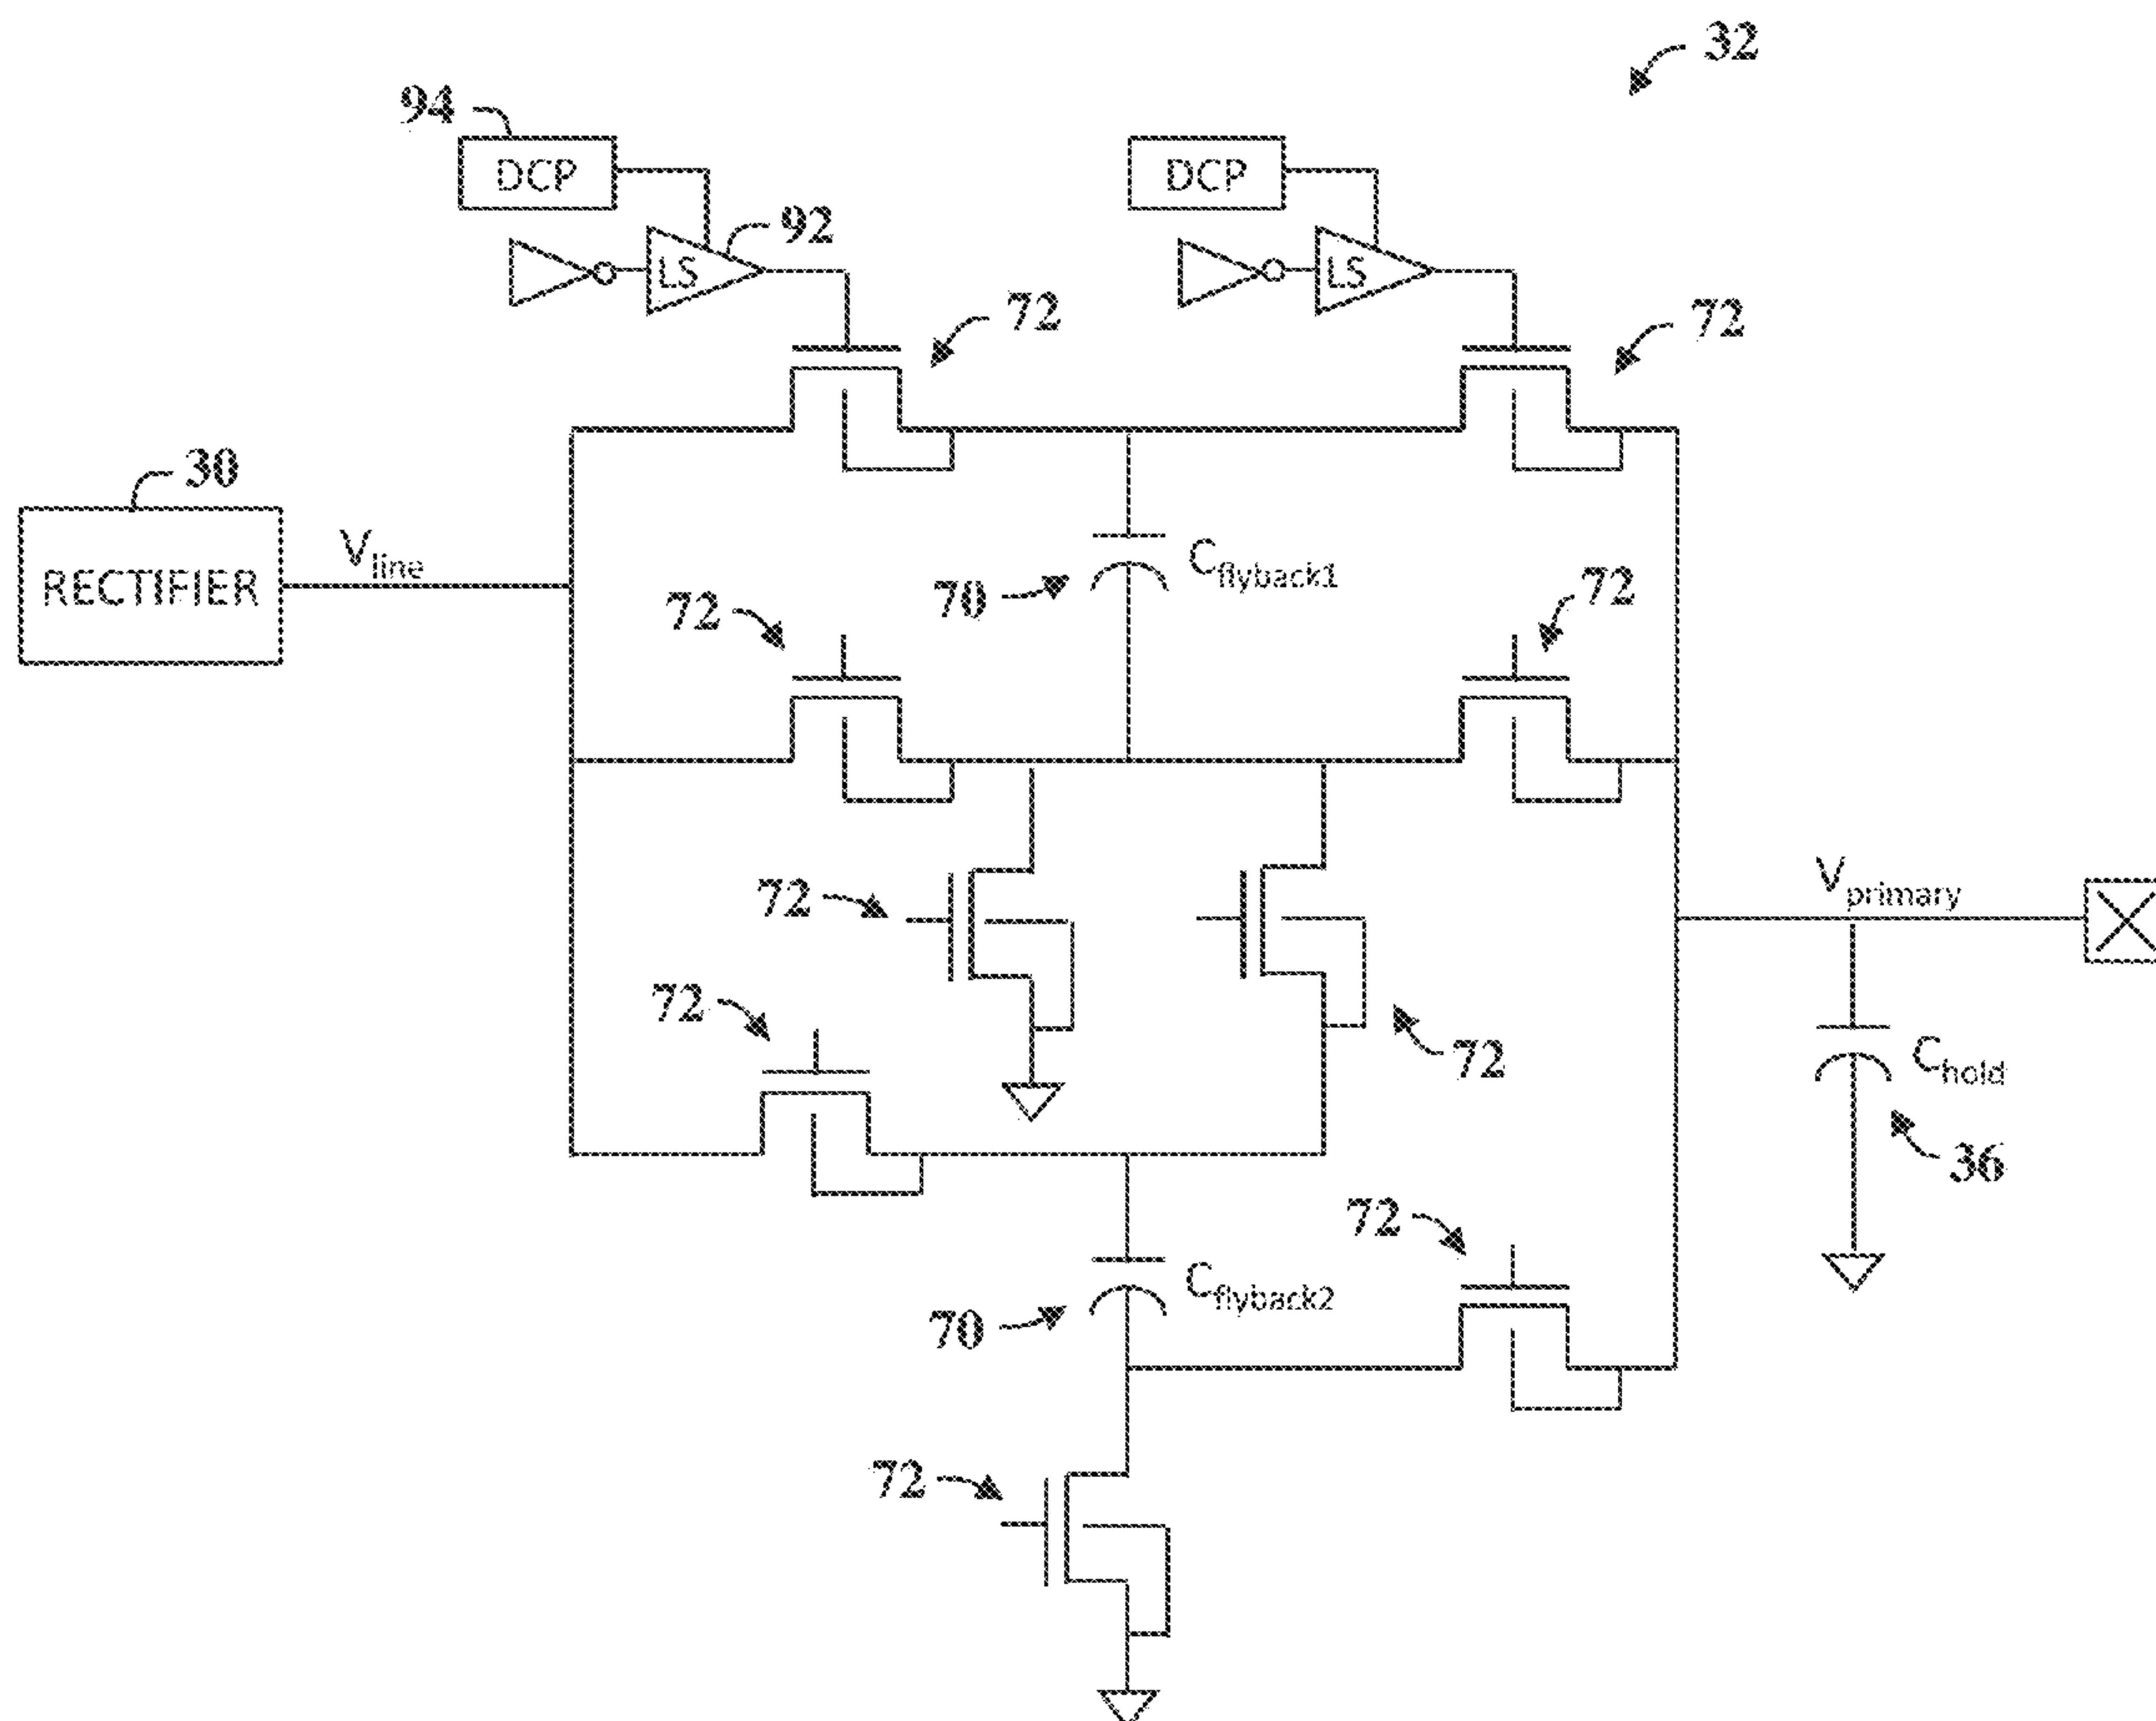 32
94
DCP
DCP
92
LS
LS
72
72
30
RECTIFIER
Vline
Cflyback1
70
72
72
72
Vprimary
72
72
Chold
36
72
Cflyback2
70
72